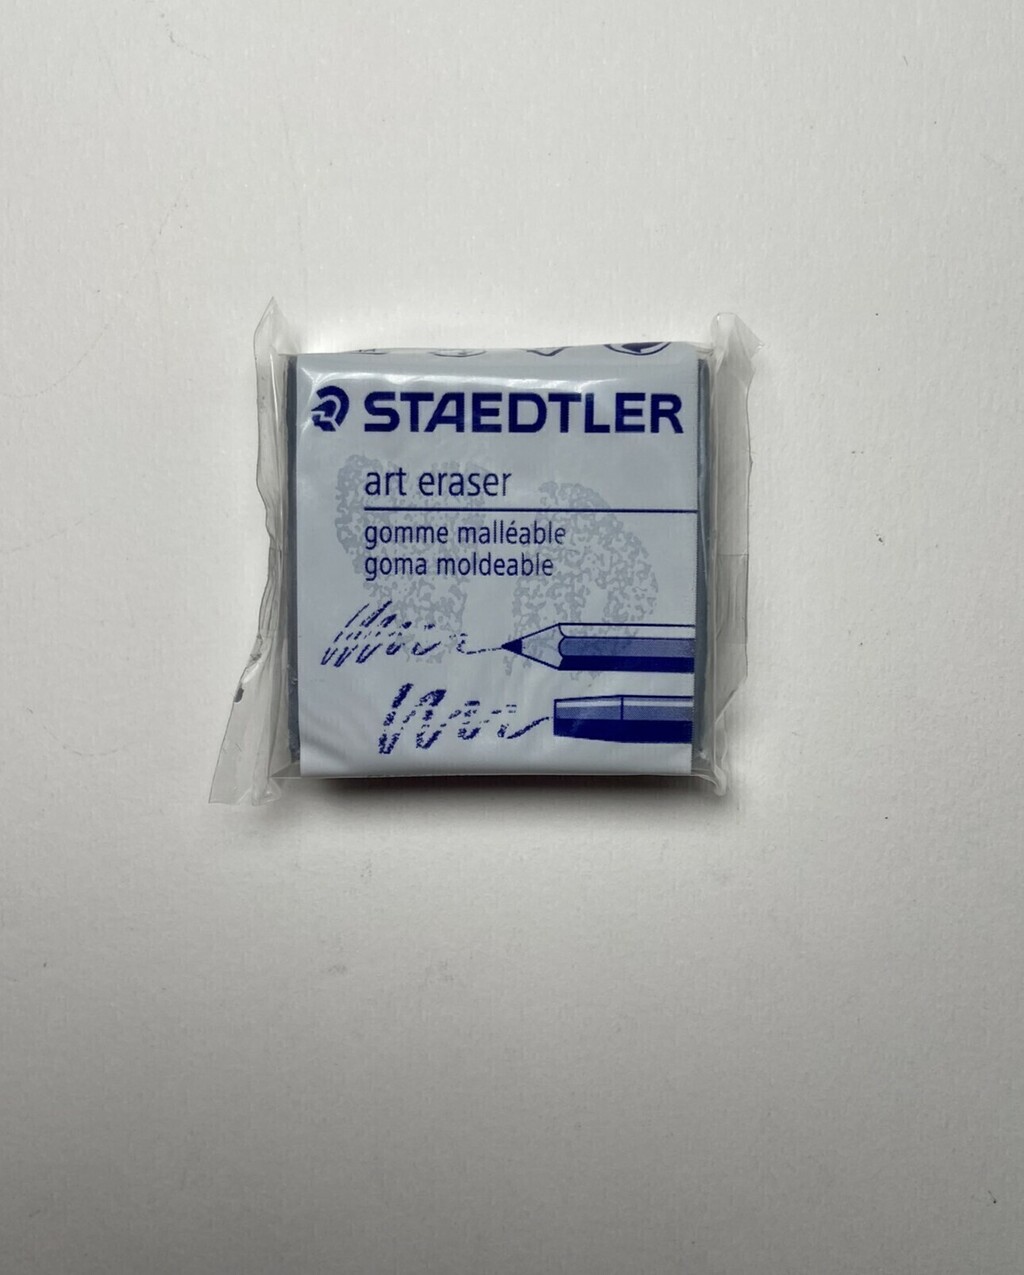 STAEDTLER
art eraser
gomme malléable
goma moldeable